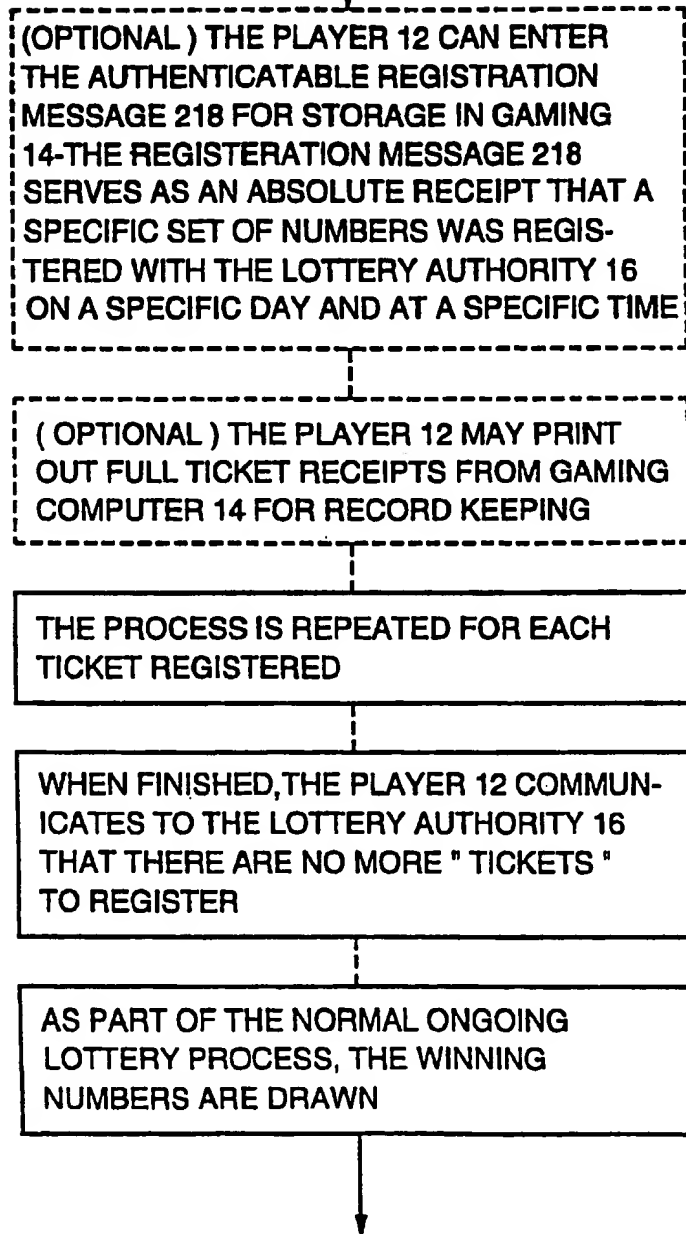 (OPTIONAL ) THE PLAYER 12 CAN ENTER
THE AUTHENTICATABLE REGISTRATION
MESSAGE 218 FOR STORAGE IN GAMING
14-THE REGISTERATION MESSAGE 218
SERVES AS AN ABSOLUTE RECEIPT THAT A
SPECIFIC SET OF NUMBERS WAS REGIS-
TERED WITH THE LOTTERY AUTHORITY 16
ON A SPECIFIC DAY AND AT A SPECIFIC TIME
( OPTIONAL ) THE PLAYER 12 MAY PRINT
OUT FULL TICKET RECEIPTS FROM GAMING
COMPUTER 14 FOR RECORD KEEPING
THE PROCESS IS REPEATED FOR EACH
TICKET REGISTERED
WHEN FINISHED,THE PLAYER 12 COMMUN-
ICATES TO THE LOTTERY AUTHORITY 16
THAT THERE ARE NO MORE " TICKETS "
TO REGISTER
AS PART OF THE NORMAL ONGOING
LOTTERY PROCESS, THE WINNING
NUMBERS ARE DRAWN